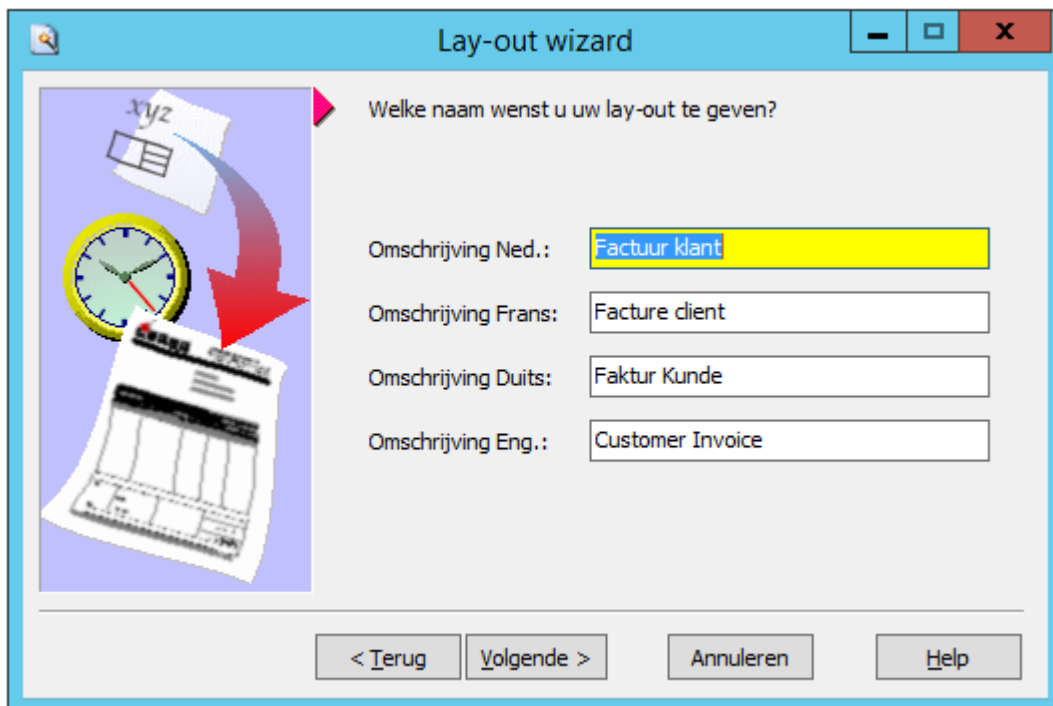 Lay-out wizard
xyz
Welke naam wenst u uw lay-out te geven?
Omschrijving Ned.: Factuur klant
Omschrijving Frans: Facture client
Omschrijving Duits: Faktur Kunde
Omschrijving Eng.: Customer Invoice
< Terug Volgende > Annuleren Help